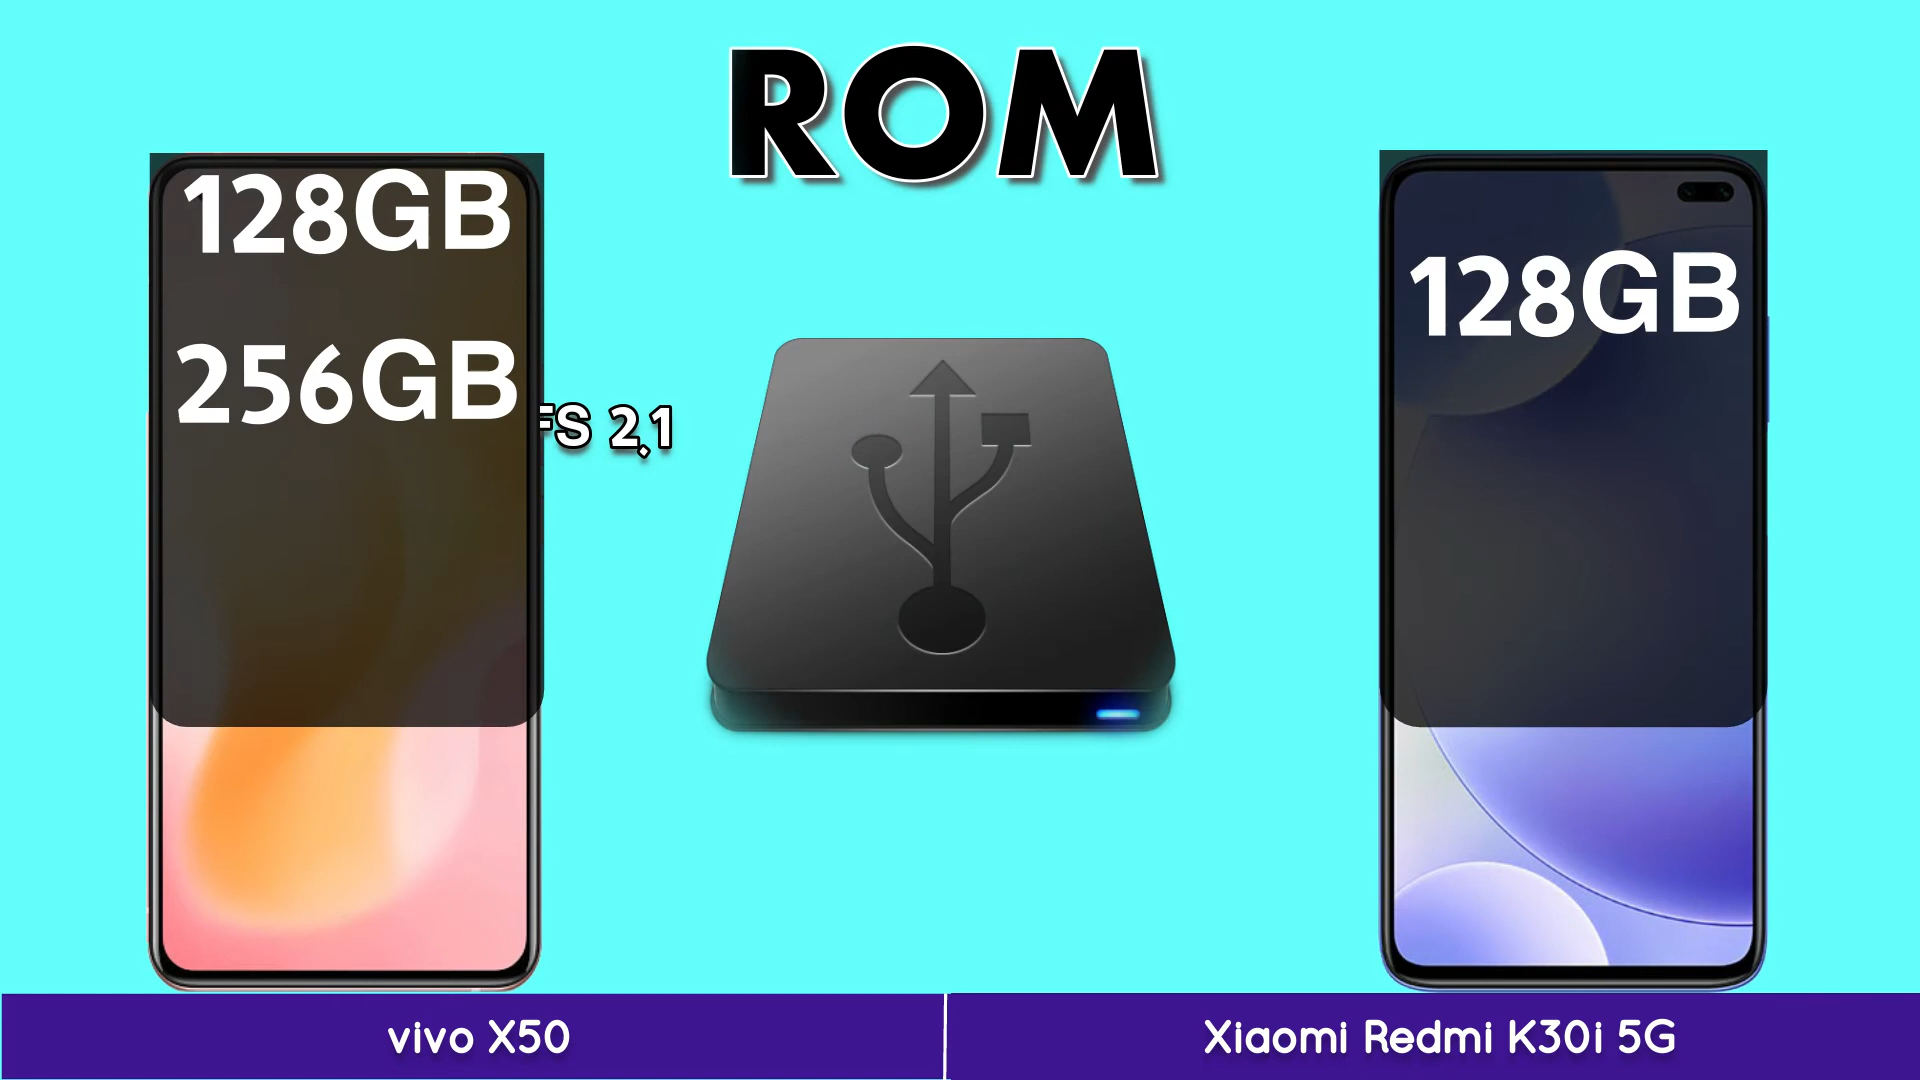 ROM
128GB
256GB
FS 2.1
128GB
vivo X50
Xiaomi Redmi K30i 5G